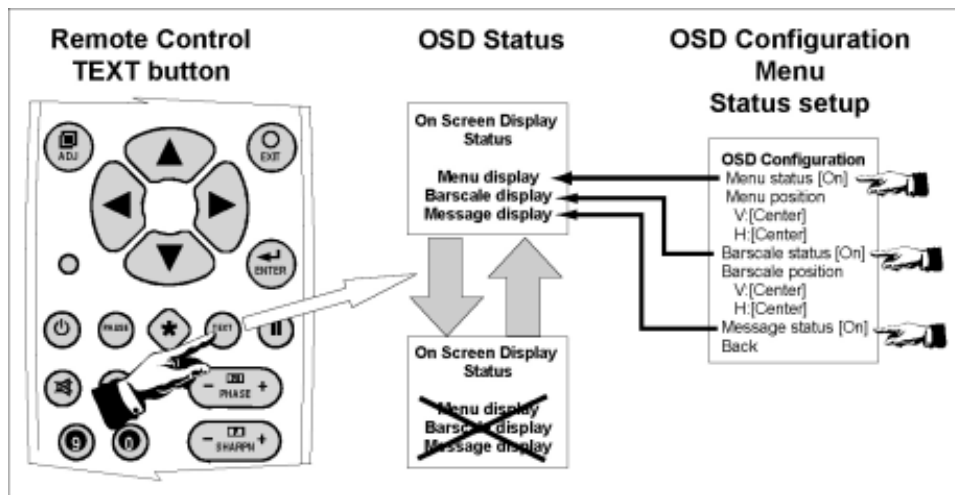 Remote Control
TEXT button
OSD Status
OSD Configuration
Menu
Status setup
ADJ
EXIT
ENTER
PAUSE
TEXT
PHASE
SHARPN
9
0
- +
- +
On Screen Display
Status
Menu display
Barscale display
Message display
On Screen Display
Status
Menu display
Barscale display
Message display
OSD Configuration
Menu status [On]
Menu position
V:[Center]
H:[Center]
Barscale status [On]
Barscale position
V:[Center]
H:[Center]
Message status [On]
Back